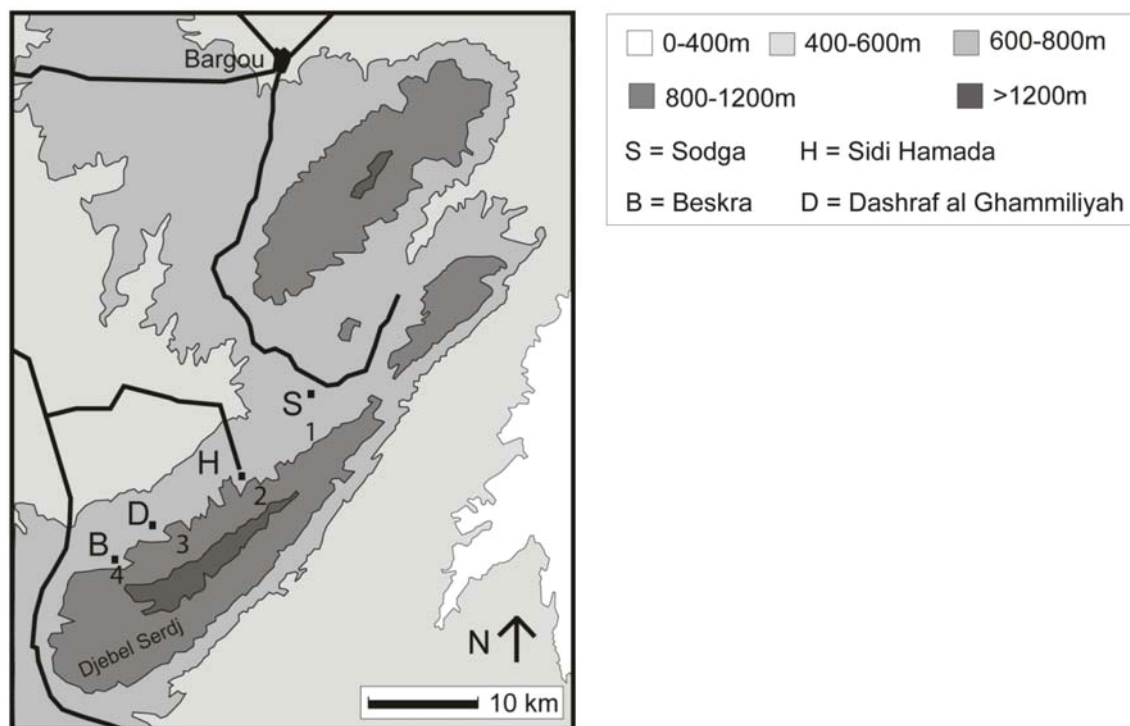 Bargou
S
1
H
2
D
3
B
4
Djebel Serdj
N
10 km
0-400m 400-600m 600-800m
800-1200m >1200m
S = Sodga H = Sidi Hamada
B = Beskra D = Dashraf al Ghammiliyah